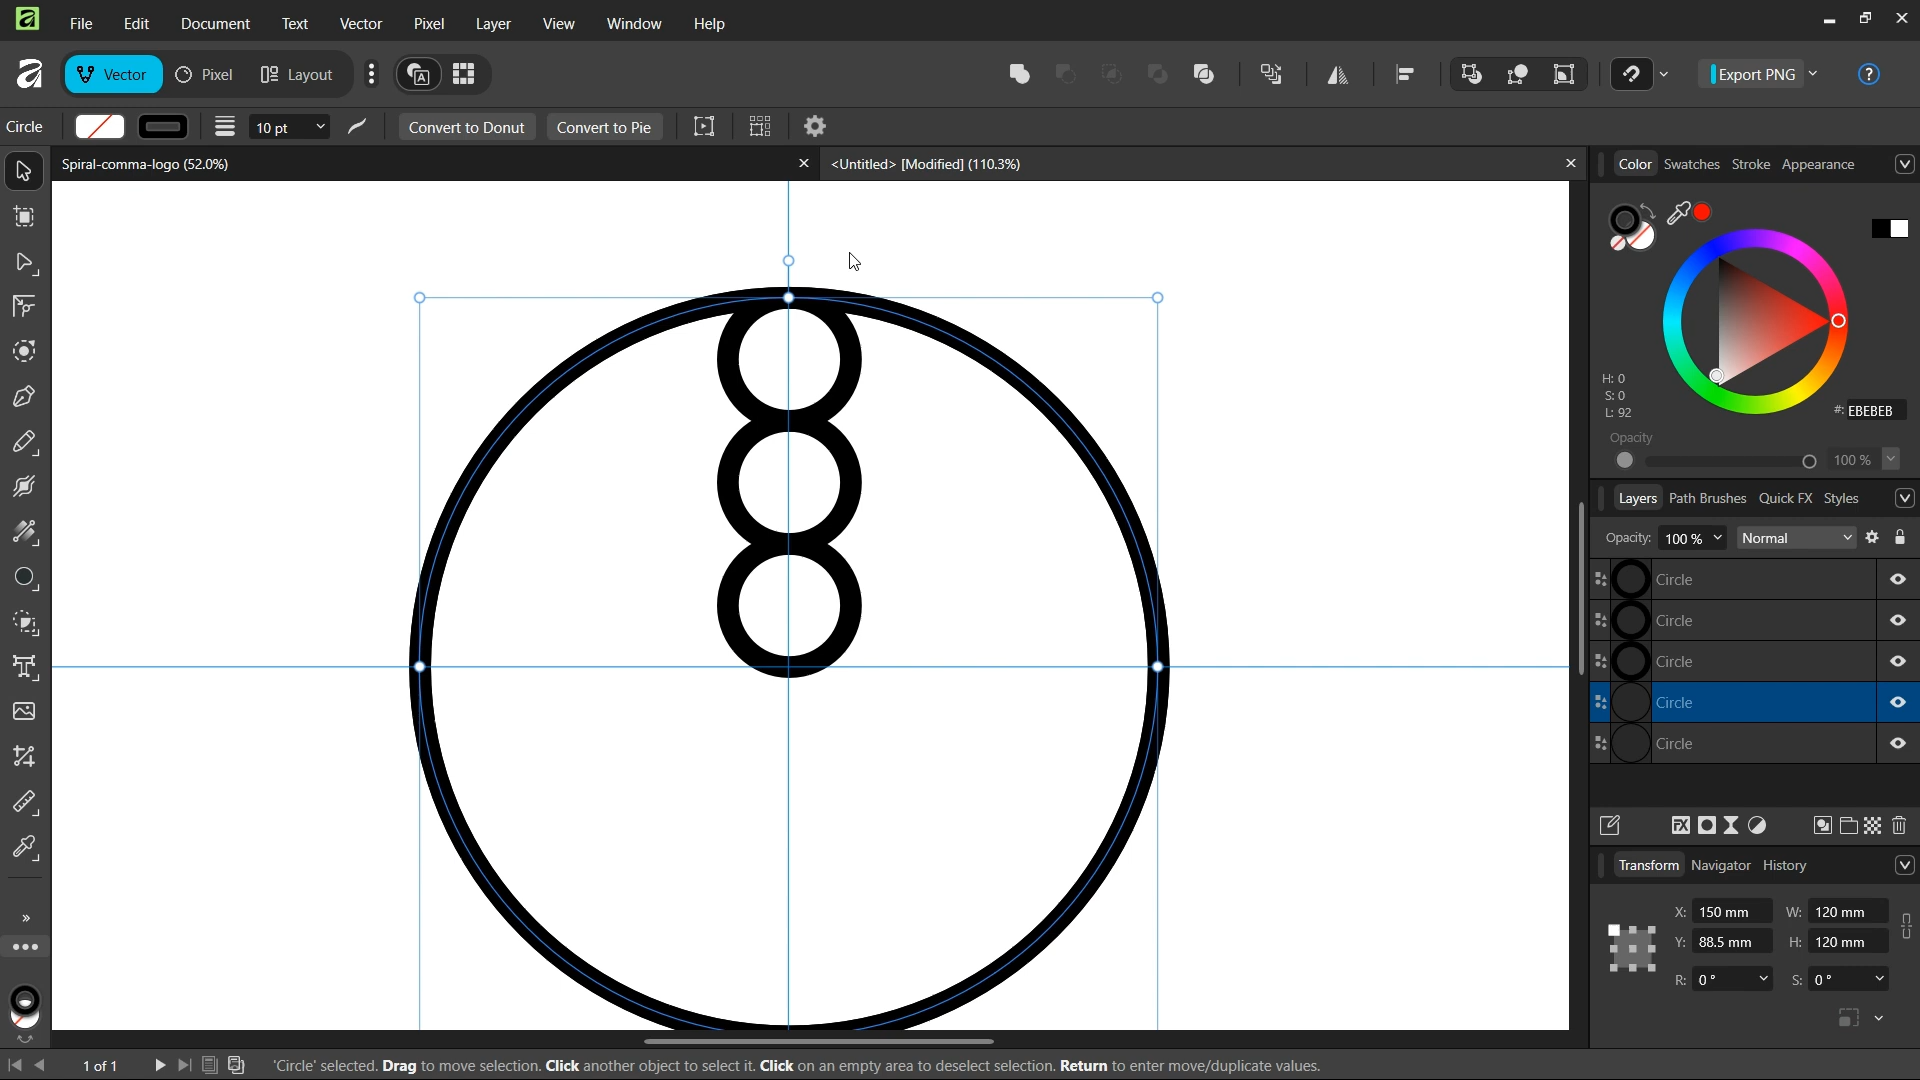 File Edit Document Text Vector Pixel Layer View Window Help
Vector Pixel Layout Export PNG
Circle 10 pt Convert to Donut Convert to Pie
Spiral-comma-logo (52.0%) <Untitled> [Modified] (110.3%)
Color Swatches Stroke Appearance
H: 0
S: 0
L: 92
#: EBEBEB
Opacity
100 %
Layers Path Brushes Quick FX Styles
Opacity: 100 % Normal
Circle
Circle
Circle
Circle
Circle
Transform Navigator History
X: 150 mm W: 120 mm
Y: 88.5 mm H: 120 mm
R: 0 ° S: 0 °
1 of 1 'Circle' selected. Drag to move selection. Click another object to select it. Click on an empty area to deselect selection. Return to enter move/duplicate values.